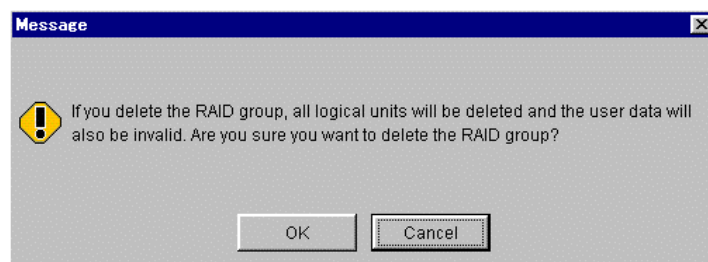 Message
If you delete the RAID group, all logical units will be deleted and the user data will
also be invalid. Are you sure you want to delete the RAID group?
OK
Cancel